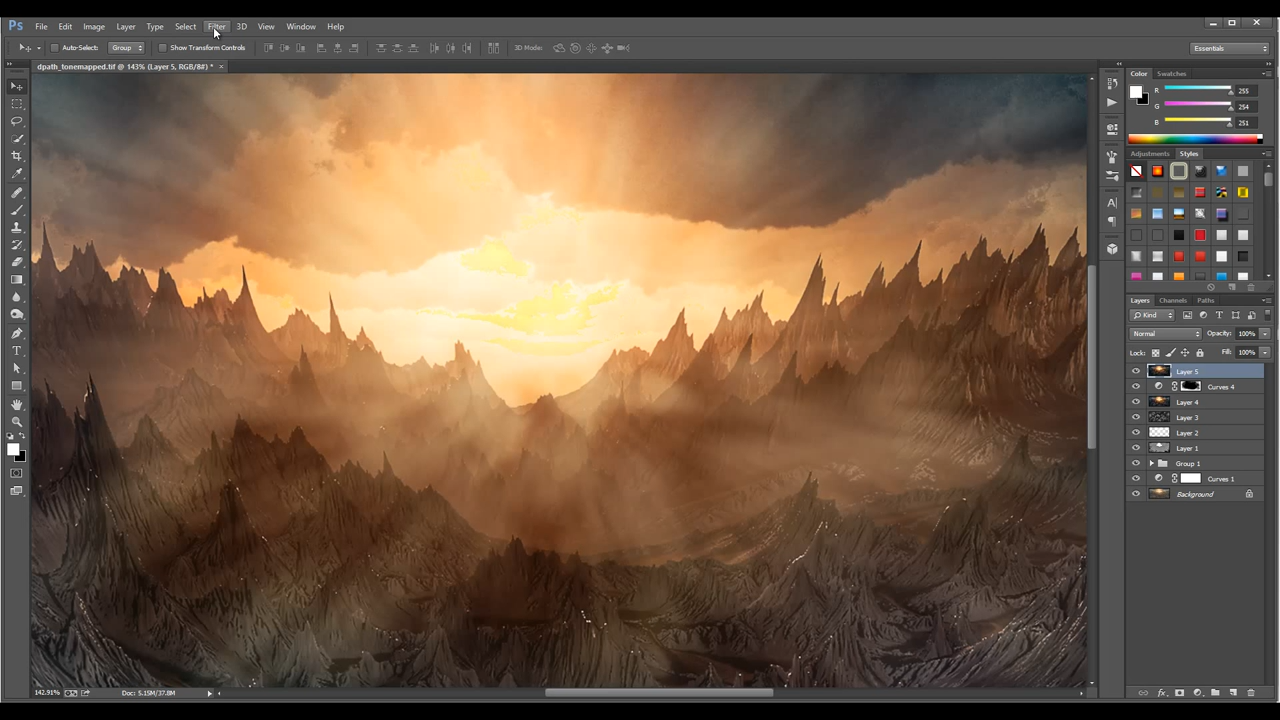 Ps File Edit Image Layer Type Select Filter 3D View Window Help
Auto-Select: Group Show Transform Controls 3D Mode: Essentials
dpath_tonemapped.tif @ 143% (Layer 5, RGB/8#) * ×
Color Swatches
R 255
G 254
B 251
Adjustments Styles
Layers Channels Paths
Kind
Normal Opacity: 100%
Lock: Fill: 100%
Layer 5
Curves 4
Layer 4
Layer 3
Layer 2
Layer 1
Group 1
Curves 1
Background
142.91% Doc: 5.15M/37.8M